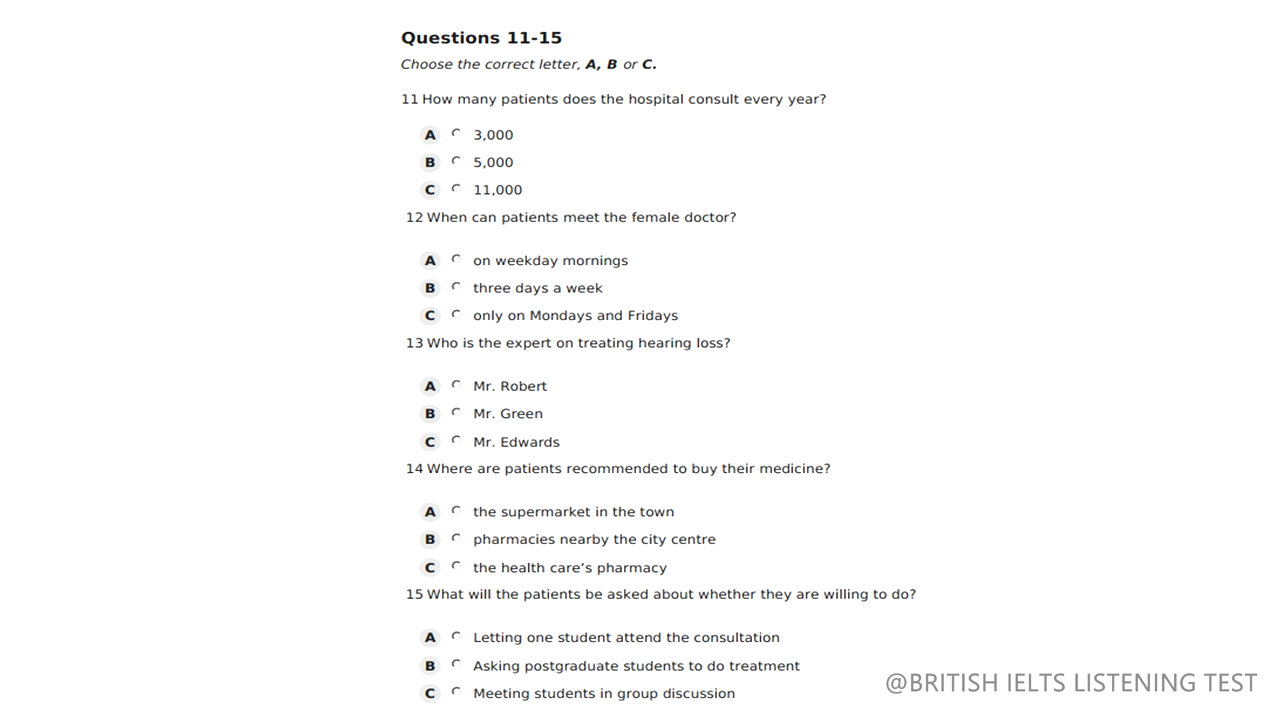 Questions 11-15
Choose the correct letter, A, B or C.
11 How many patients does the hospital consult every year?
A 3,000
B 5,000
C 11,000
12 When can patients meet the female doctor?
A on weekday mornings
B three days a week
C only on Mondays and Fridays
13 Who is the expert on treating hearing loss?
A Mr. Robert
B Mr. Green
C Mr. Edwards
14 Where are patients recommended to buy their medicine?
A the supermarket in the town
B pharmacies nearby the city centre
C the health care’s pharmacy
15 What will the patients be asked about whether they are willing to do?
A Letting one student attend the consultation
B Asking postgraduate students to do treatment
C Meeting students in group discussion
@BRITISH IELTS LISTENING TEST